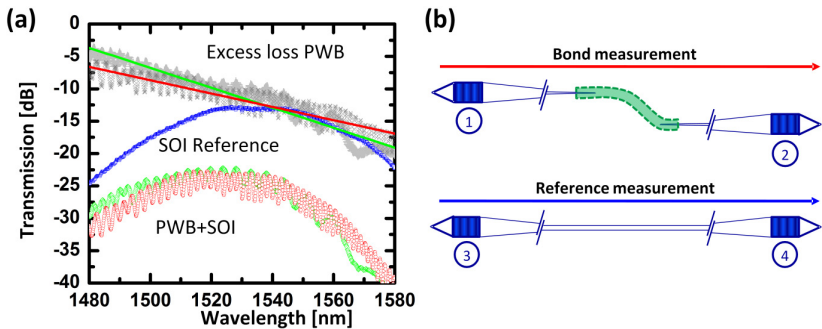 (a)
0
-5
-10
-15
-20
-25
-30
-35
-40
Transmission [dB]
Excess loss PWB
SOI Reference
PWB+SOI
1480 1500 1520 1540 1560 1580
Wavelength [nm]
(b)
Bond measurement
1
2
Reference measurement
3
4